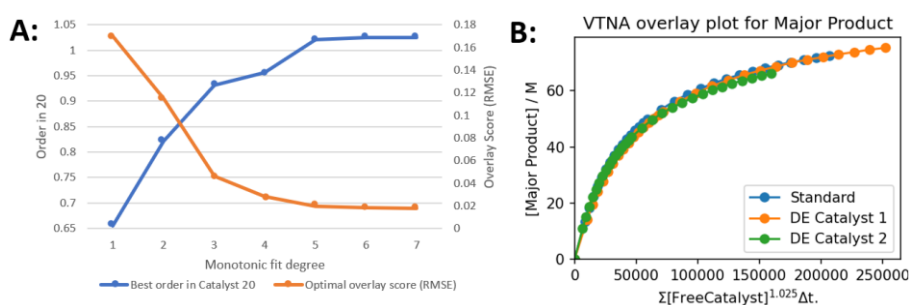 A:
1.05
1
0.95
0.9
0.85
0.8
0.75
0.7
0.65
Order in 20
0.18
0.16
0.14
0.12
0.1
0.08
0.06
0.04
0.02
0
Overlay Score (RMSE)
1 2 3 4 5 6 7
Monotonic fit degree
Best order in Catalyst 20 Optimal overlay score (RMSE)
B:
VTNA overlay plot for Major Product
[Major Product] / M
60
40
20
0
Standard
DE Catalyst 1
DE Catalyst 2
0 50000 100000 150000 200000 250000
Σ[FreeCatalyst]¹·⁰²⁵Δt.